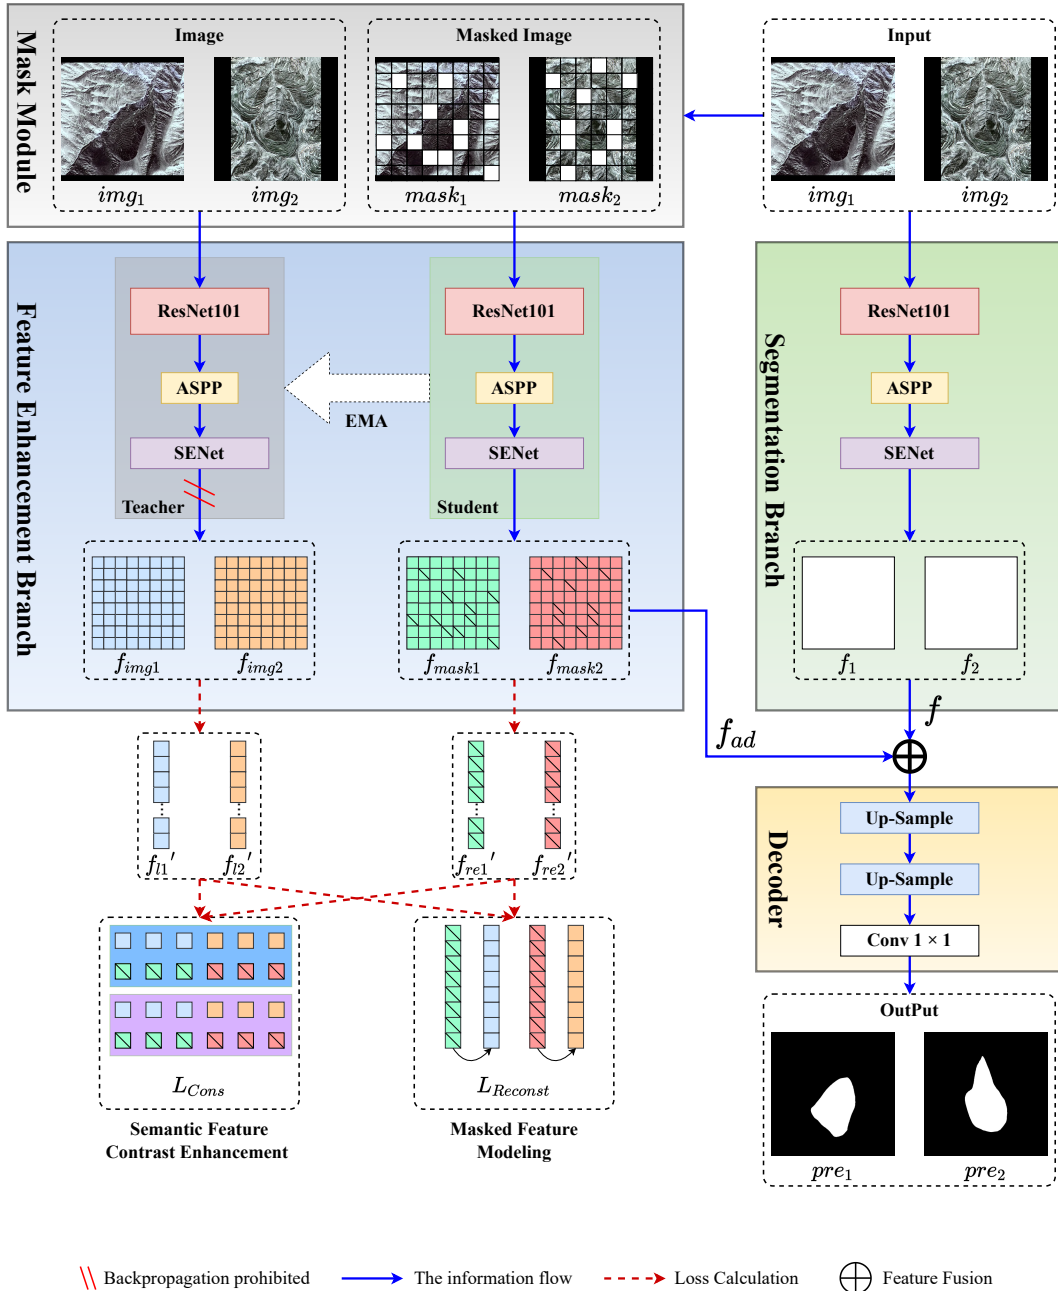 Mask Module
Image
img1
img2
Masked Image
mask1
mask2
Input
img1
img2
Feature Enhancement Branch
ResNet101
ASPP
SENet
Teacher
EMA
ResNet101
ASPP
SENet
Student
fimg1
fimg2
fmask1
fmask2
Segmentation Branch
ResNet101
ASPP
SENet
f1
f2
f
fad
fl1′
fl2′
fre1′
fre2′
LCons
Semantic Feature
Contrast Enhancement
LReconst
Masked Feature
Modeling
Decoder
Up-Sample
Up-Sample
Conv 1 × 1
OutPut
pre1
pre2
Backpropagation prohibited
The information flow
Loss Calculation
Feature Fusion